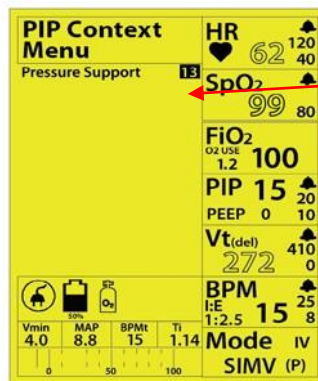 PIP Context
Menu
Pressure Support 13
HR
62 120
40
SpO2
99 80
FiO2
O2 USE
1.2 100
PIP 15 20
PEEP 0 10
Vt(del) 410
272 0
BPM 25
I:E
1:2.5 15 8
Mode IV
SIMV (P)
50%
O2
Vmin MAP BPMt Ti
4.0 8.8 15 1.14
0 50 100